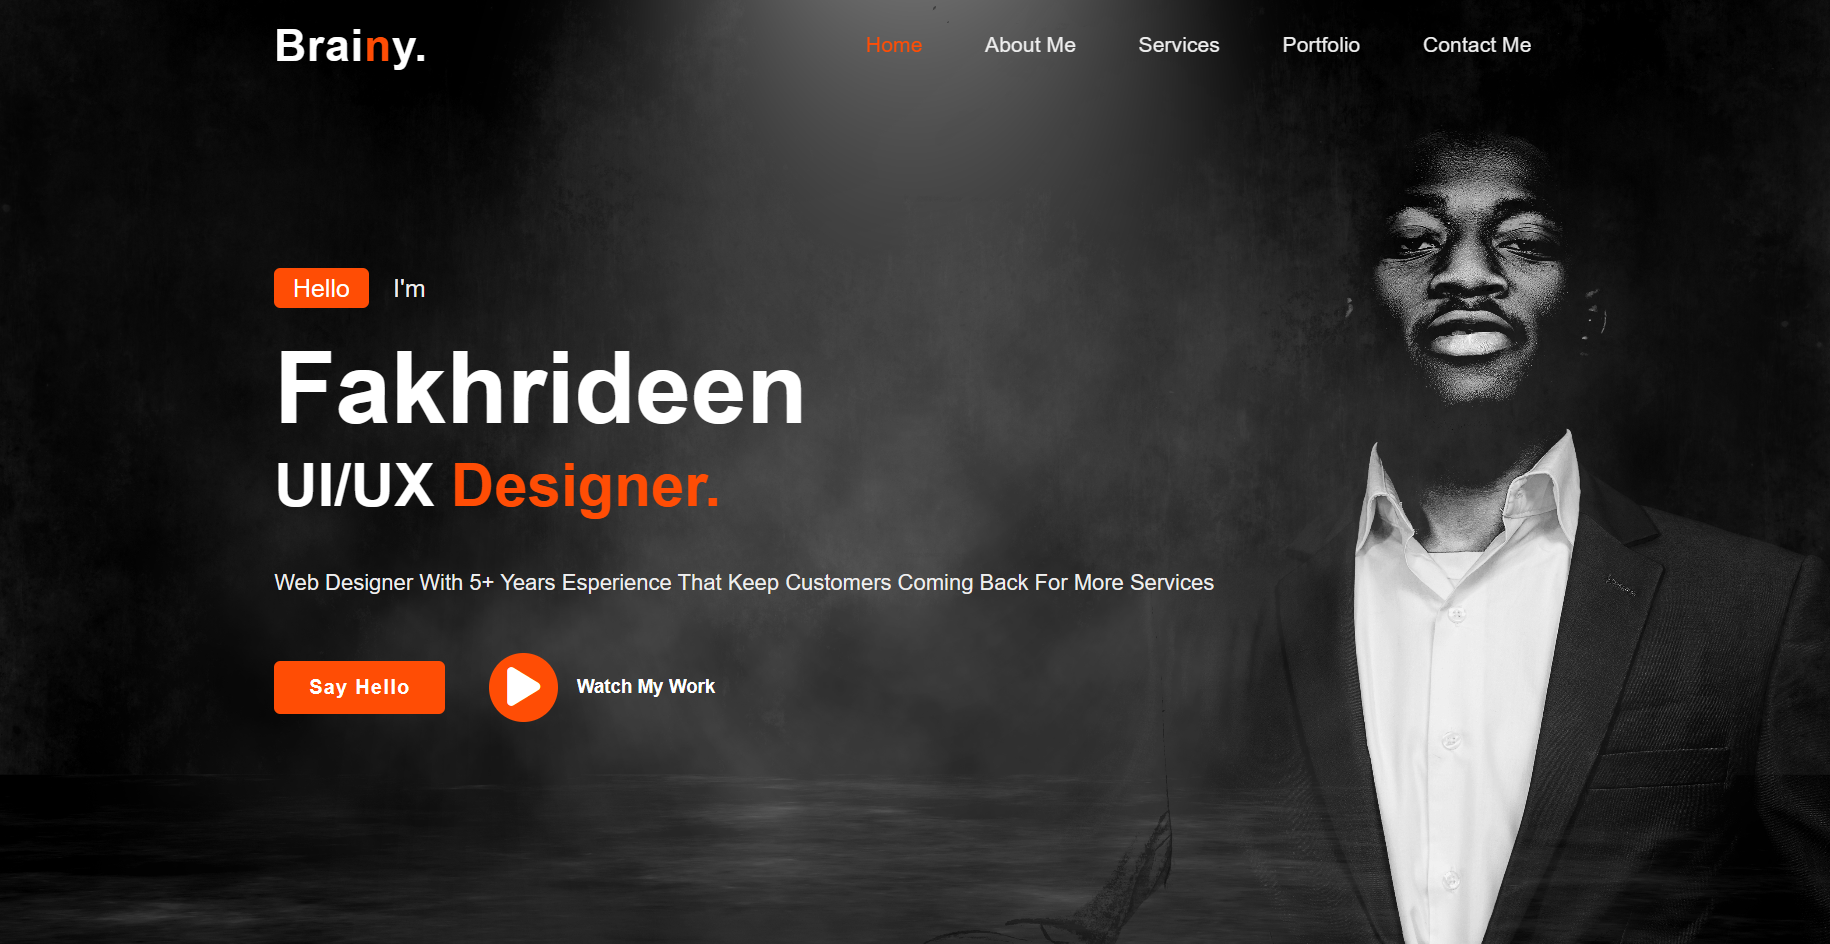 Brainy.
Home About Me Services Portfolio Contact Me
Hello I'm
Fakhrideen
UI/UX Designer.
Web Designer With 5+ Years Esperience That Keep Customers Coming Back For More Services
Say Hello
Watch My Work